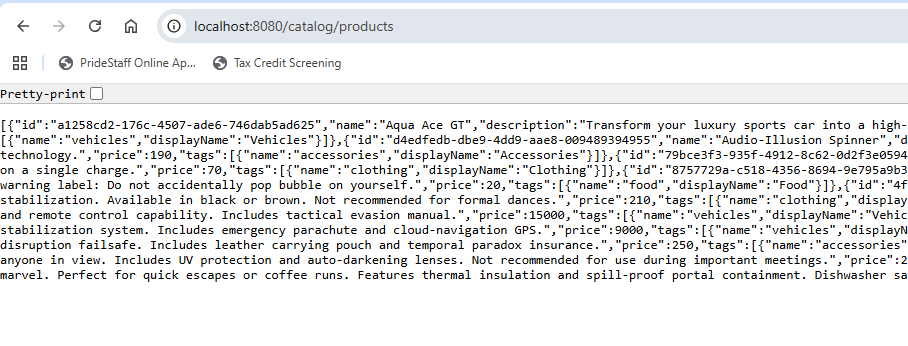 localhost:8080/catalog/products
PrideStaff Online Ap... Tax Credit Screening
Pretty-print
[{"id":"a1258cd2-176c-4507-ade6-746dab5ad625","name":"Aqua Ace GT","description":"Transform your luxury sports car into a high-
[{"name":"vehicles","displayName":"Vehicles"}]},{"id":"d4edfedb-dbe9-4dd9-aae8-009489394955","name":"Audio-Illusion Spinner","d
technology.","price":190,"tags":[{"name":"accessories","displayName":"Accessories"}]},{"id":"79bce3f3-935f-4912-8c62-0d2f3e0594
on a single charge.","price":70,"tags":[{"name":"clothing","displayName":"Clothing"}]},{"id":"8757729a-c518-4356-8694-9e795a9b3
warning label: Do not accidentally pop bubble on yourself.","price":20,"tags":[{"name":"food","displayName":"Food"}]},{"id":"4f
stabilization. Available in black or brown. Not recommended for formal dances.","price":210,"tags":[{"name":"clothing","display
and remote control capability. Includes tactical evasion manual.","price":15000,"tags":[{"name":"vehicles","displayName":"Vehic
stabilization system. Includes emergency parachute and cloud-navigation GPS.","price":9000,"tags":[{"name":"vehicles","displayN
disruption failsafe. Includes leather carrying pouch and temporal paradox insurance.","price":250,"tags":[{"name":"accessories"
anyone in view. Includes UV protection and auto-darkening lenses. Not recommended for use during important meetings.","price":2
marvel. Perfect for quick escapes or coffee runs. Features thermal insulation and spill-proof portal containment. Dishwasher sa